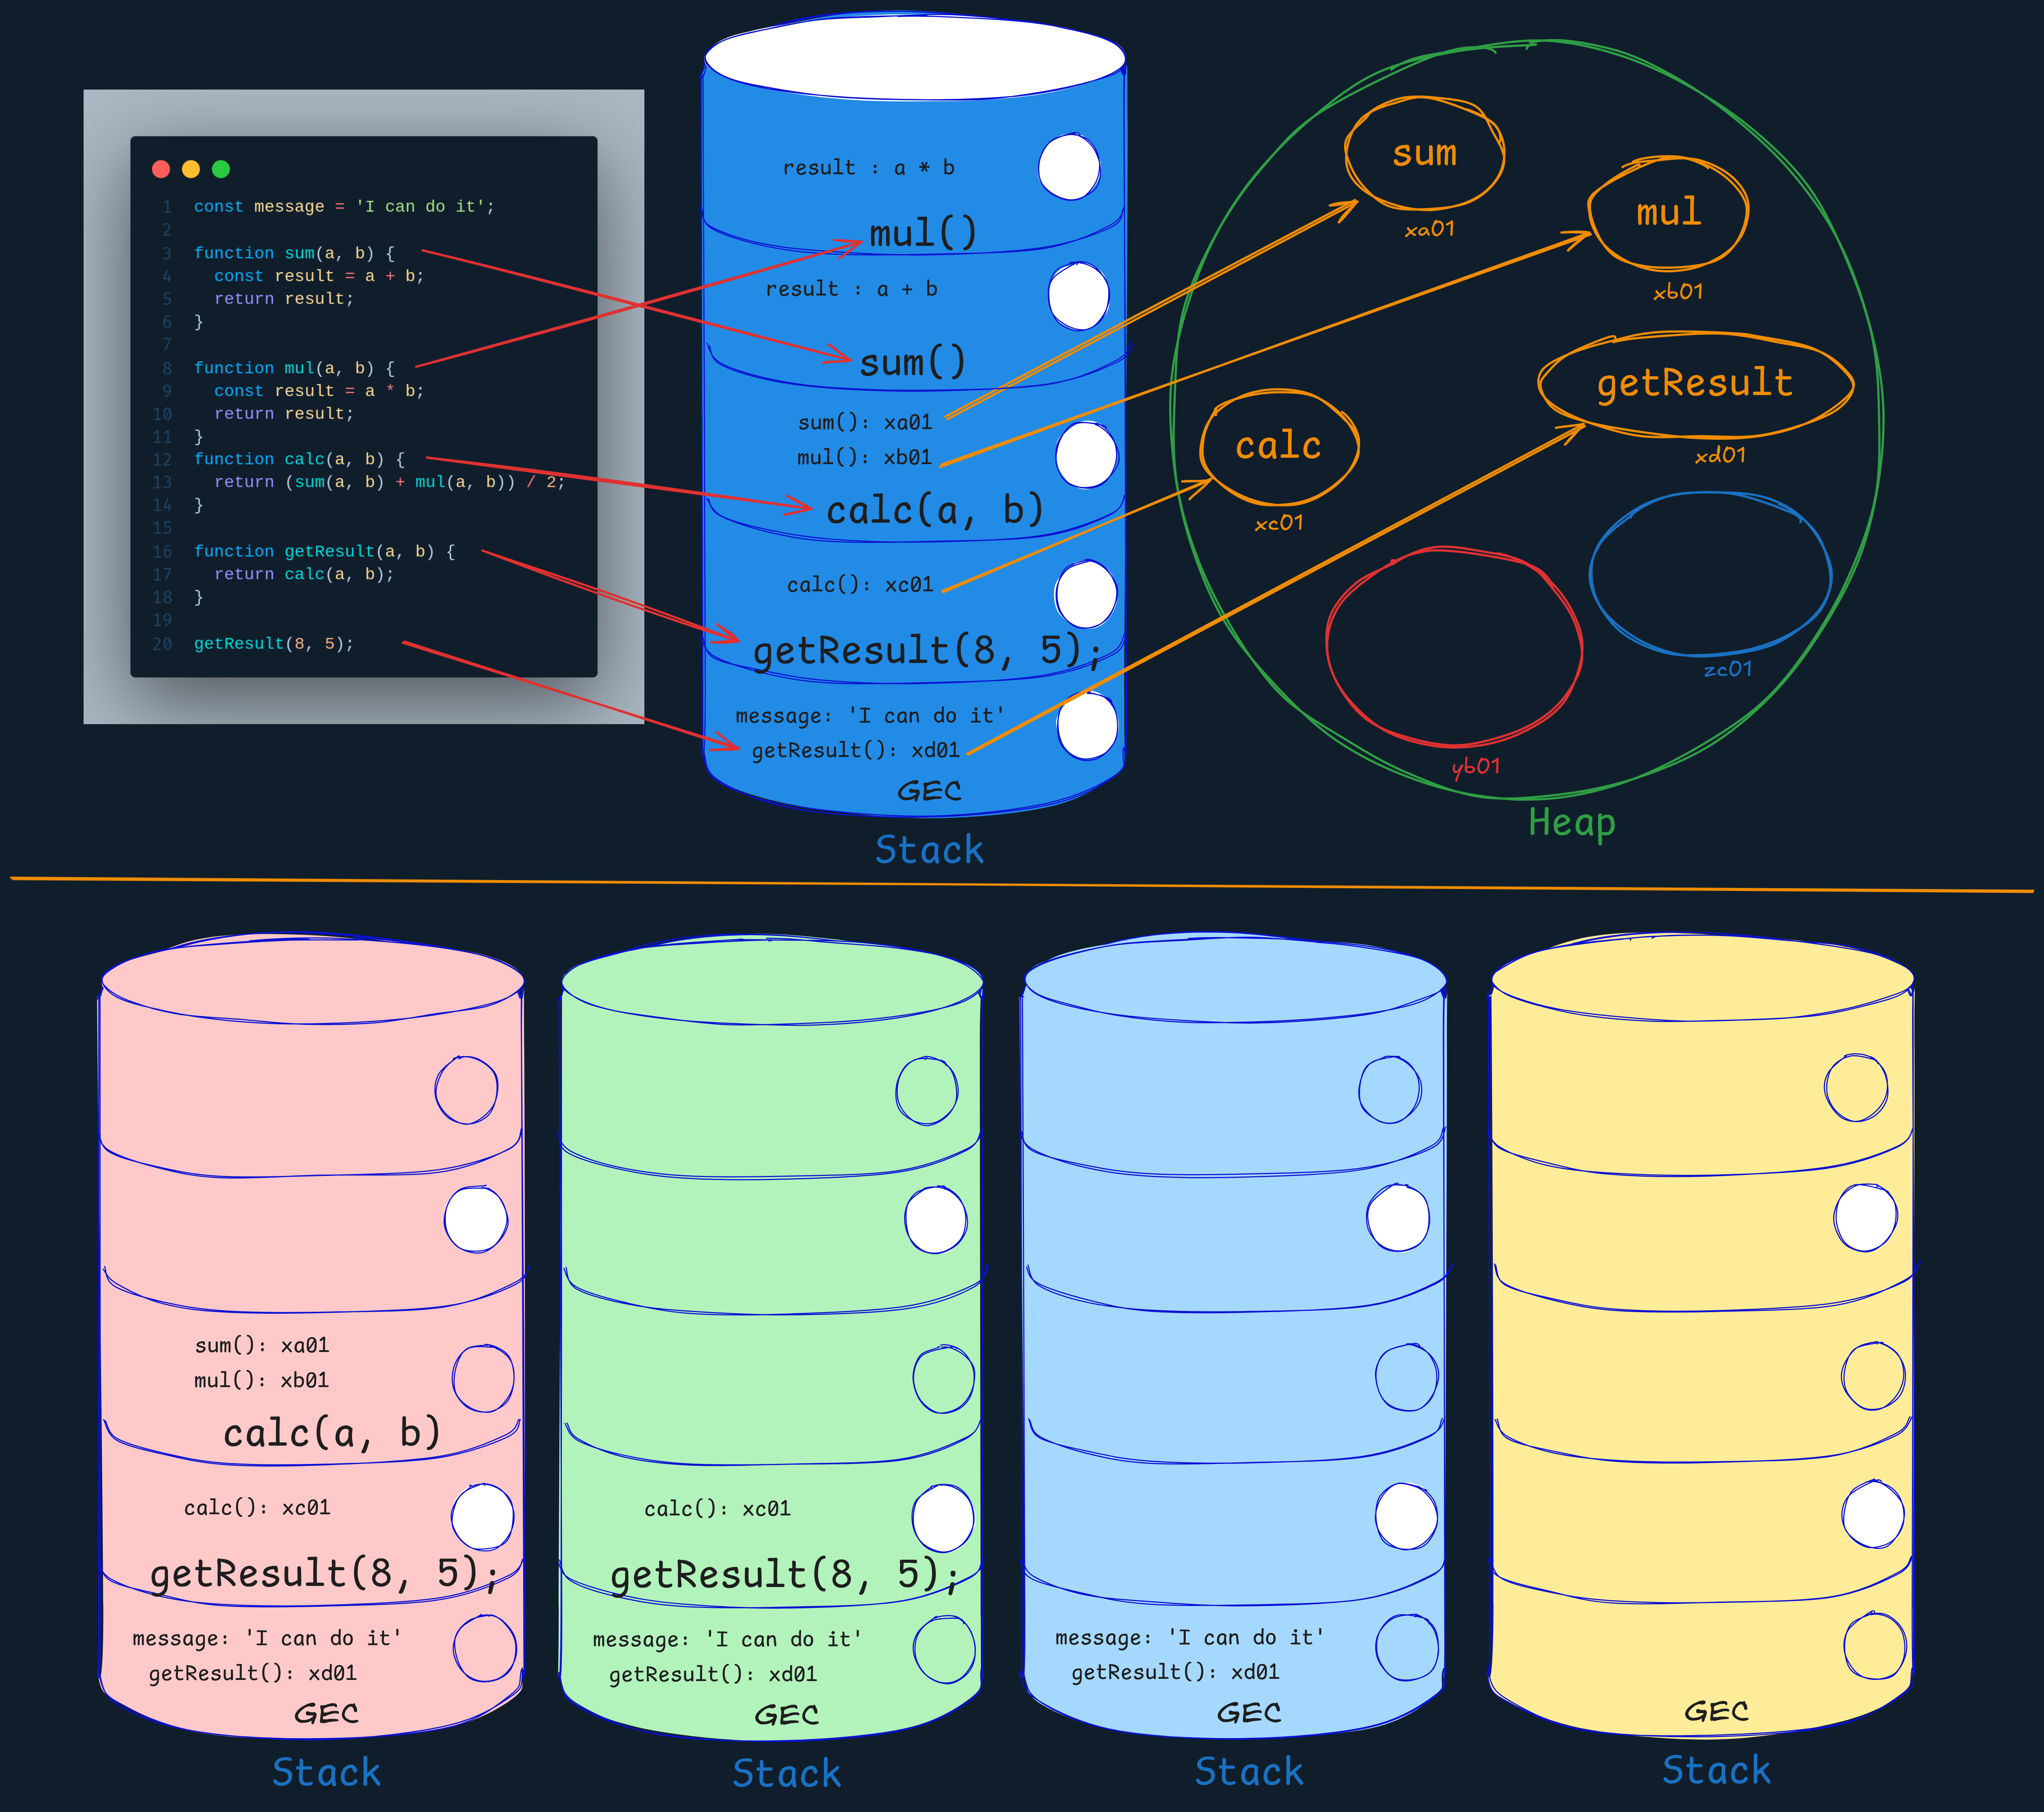 1 const message = 'I can do it';
2
3 function sum(a, b) {
4 const result = a + b;
5 return result;
6 }
7
8 function mul(a, b) {
9 const result = a * b;
10 return result;
11 }
12 function calc(a, b) {
13 return (sum(a, b) + mul(a, b)) / 2;
14 }
15
16 function getResult(a, b) {
17 return calc(a, b);
18 }
19
20 getResult(8, 5);
result : a * b
mul()
result : a + b
sum()
sum(): xa01
mul(): xb01
calc(a, b)
calc(): xc01
getResult(8, 5);
message: 'I can do it'
getResult(): xd01
GEC
Stack
sum
xa01
mul
xb01
getResult
xd01
calc
xc01
zc01
yb01
Heap
sum(): xa01
mul(): xb01
calc(a, b)
calc(): xc01
getResult(8, 5);
message: 'I can do it'
getResult(): xd01
GEC
Stack
calc(): xc01
getResult(8, 5);
message: 'I can do it'
getResult(): xd01
GEC
Stack
message: 'I can do it'
getResult(): xd01
GEC
Stack
GEC
Stack